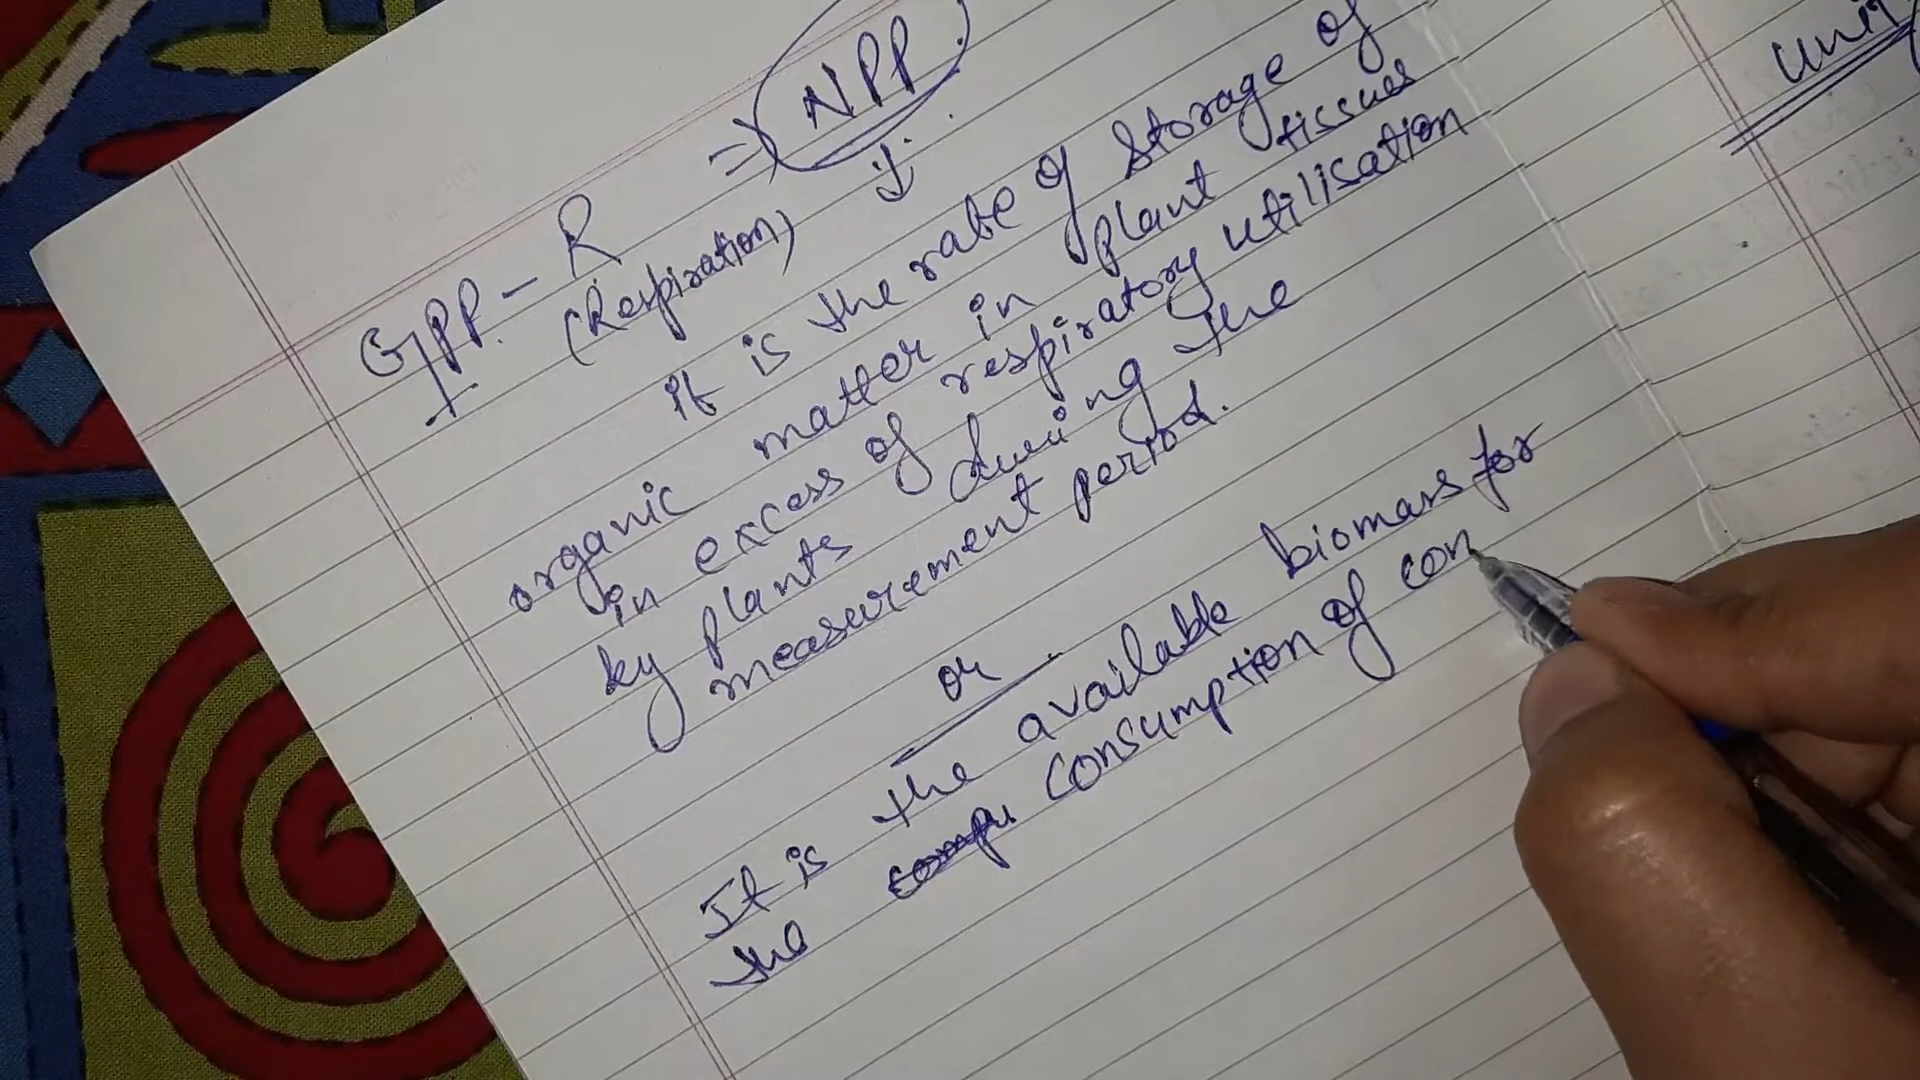 GPP - R => NPP.
(Respiration)
it is the rate of storage of
organic matter in plant tissues
in excess of respiratory utilisation
by plants during the
measurement period.
or
It is the available biomass for
the consumption of con